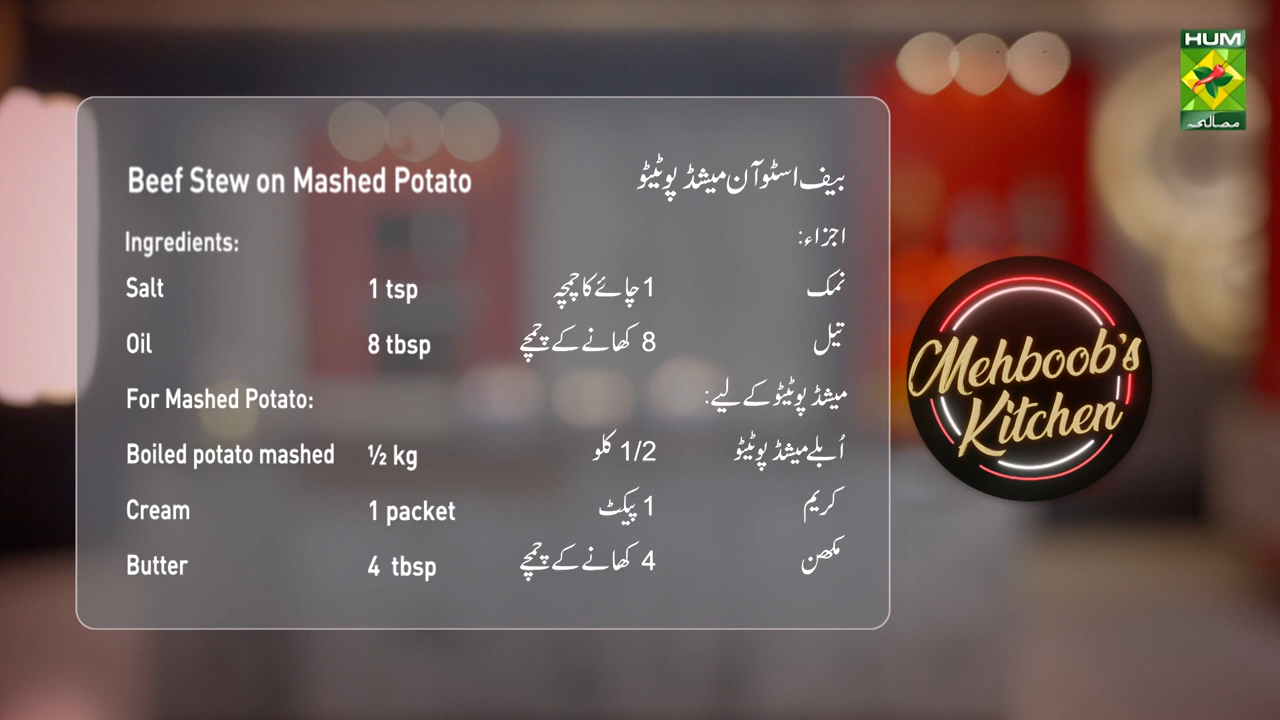 HUM
مصالحہ
Beef Stew on Mashed Potato بیف اسٹو آن میشڈ پوٹیٹو
Ingredients: اجزاء:
Salt 1 tsp 1 چائے کا چمچہ نمک
Oil 8 tbsp 8 کھانے کے چمچے تیل
For Mashed Potato: میشڈ پوٹیٹو کے لیے:
Boiled potato mashed ½ kg 1/2 کلو اُبلے میشڈ پوٹیٹو
Cream 1 packet 1 پیکٹ کریم
Butter 4 tbsp 4 کھانے کے چمچے مکھن
Mehboob's
Kitchen